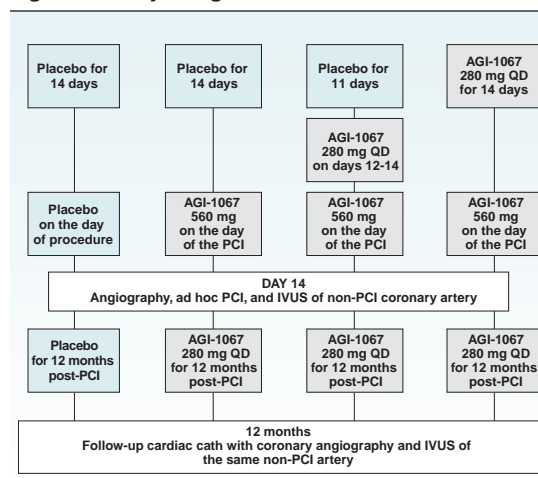 Placebo for
14 days
Placebo for
14 days
Placebo for
11 days
AGI-1067
280 mg QD
for 14 days
AGI-1067
280 mg QD
on days 12-14
Placebo
on the day
of procedure
AGI-1067
560 mg
on the day
of the PCI
AGI-1067
560 mg
on the day
of the PCI
AGI-1067
560 mg
on the day
of the PCI
DAY 14
Angiography, ad hoc PCI, and IVUS of non-PCI coronary artery
Placebo
for 12 months
post-PCI
AGI-1067
280 mg QD
for 12 months
post-PCI
AGI-1067
280 mg QD
for 12 months
post-PCI
AGI-1067
280 mg QD
for 12 months
post-PCI
12 months
Follow-up cardiac cath with coronary angiography and IVUS of
the same non-PCI artery